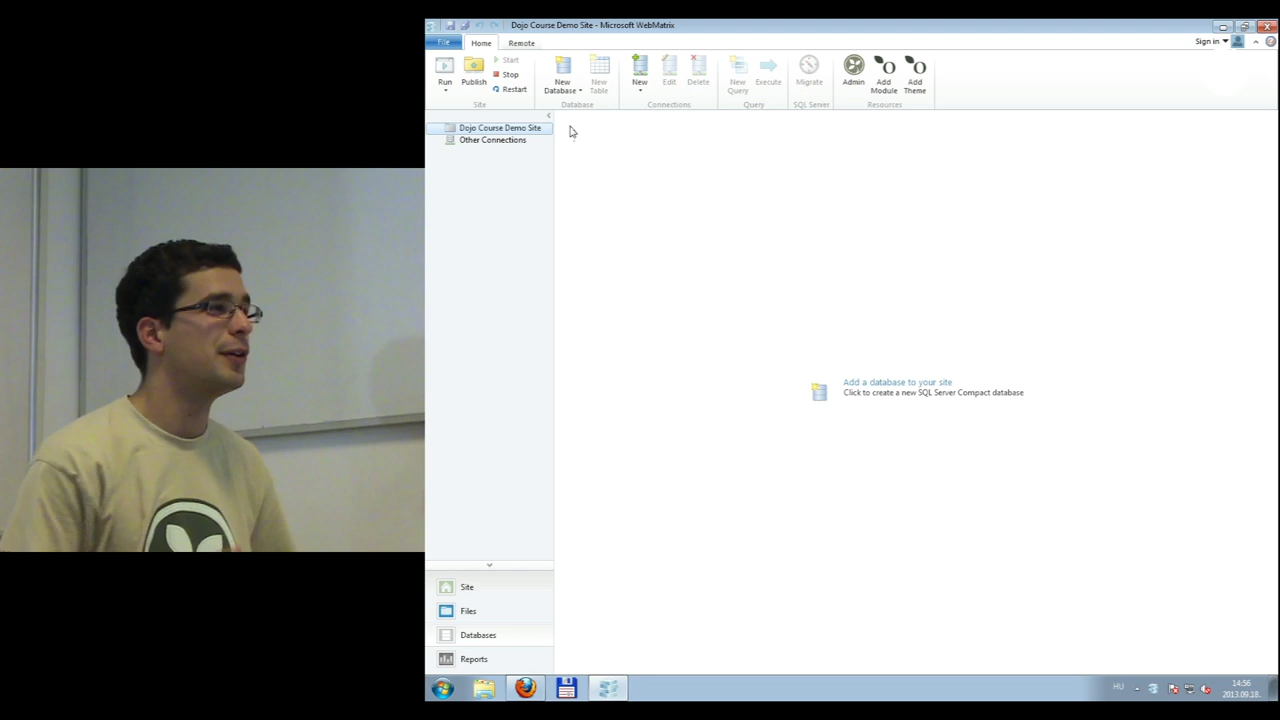 Dojo Course Demo Site - Microsoft WebMatrix
File Home Remote
Sign in
Run Publish Start Stop Restart
New Database New Table
New Edit Delete
New Query Execute
Migrate
Admin Add Module Add Theme
Site Database Connections Query SQL Server Resources
Dojo Course Demo Site
Other Connections
Add a database to your site
Click to create a new SQL Server Compact database
Site
Files
Databases
Reports
HU
14:56
2013.09.18.